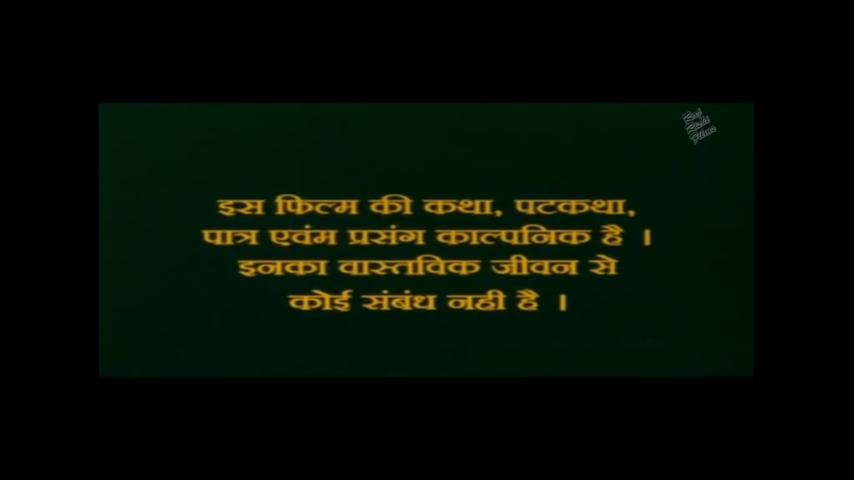 इस फिल्म की कथा, पटकथा,
पात्र एवंम प्रसंग काल्पनिक है ।
इनका वास्तविक जीवन से
कोई संबंध नही है ।